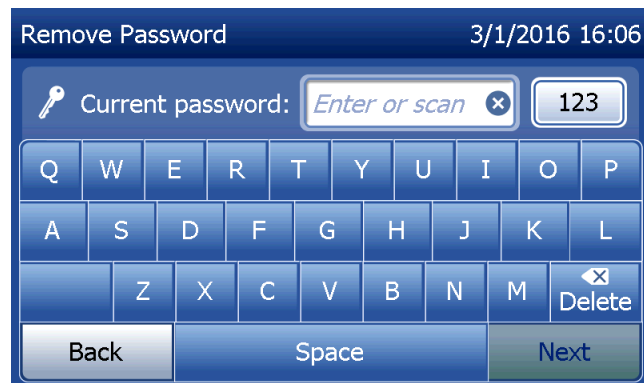 Remove Password 3/1/2016 16:06
Current password: Enter or scan 123
Q W E R T Y U I O P
A S D F G H J K L
Z X C V B N M Delete
Back Space Next